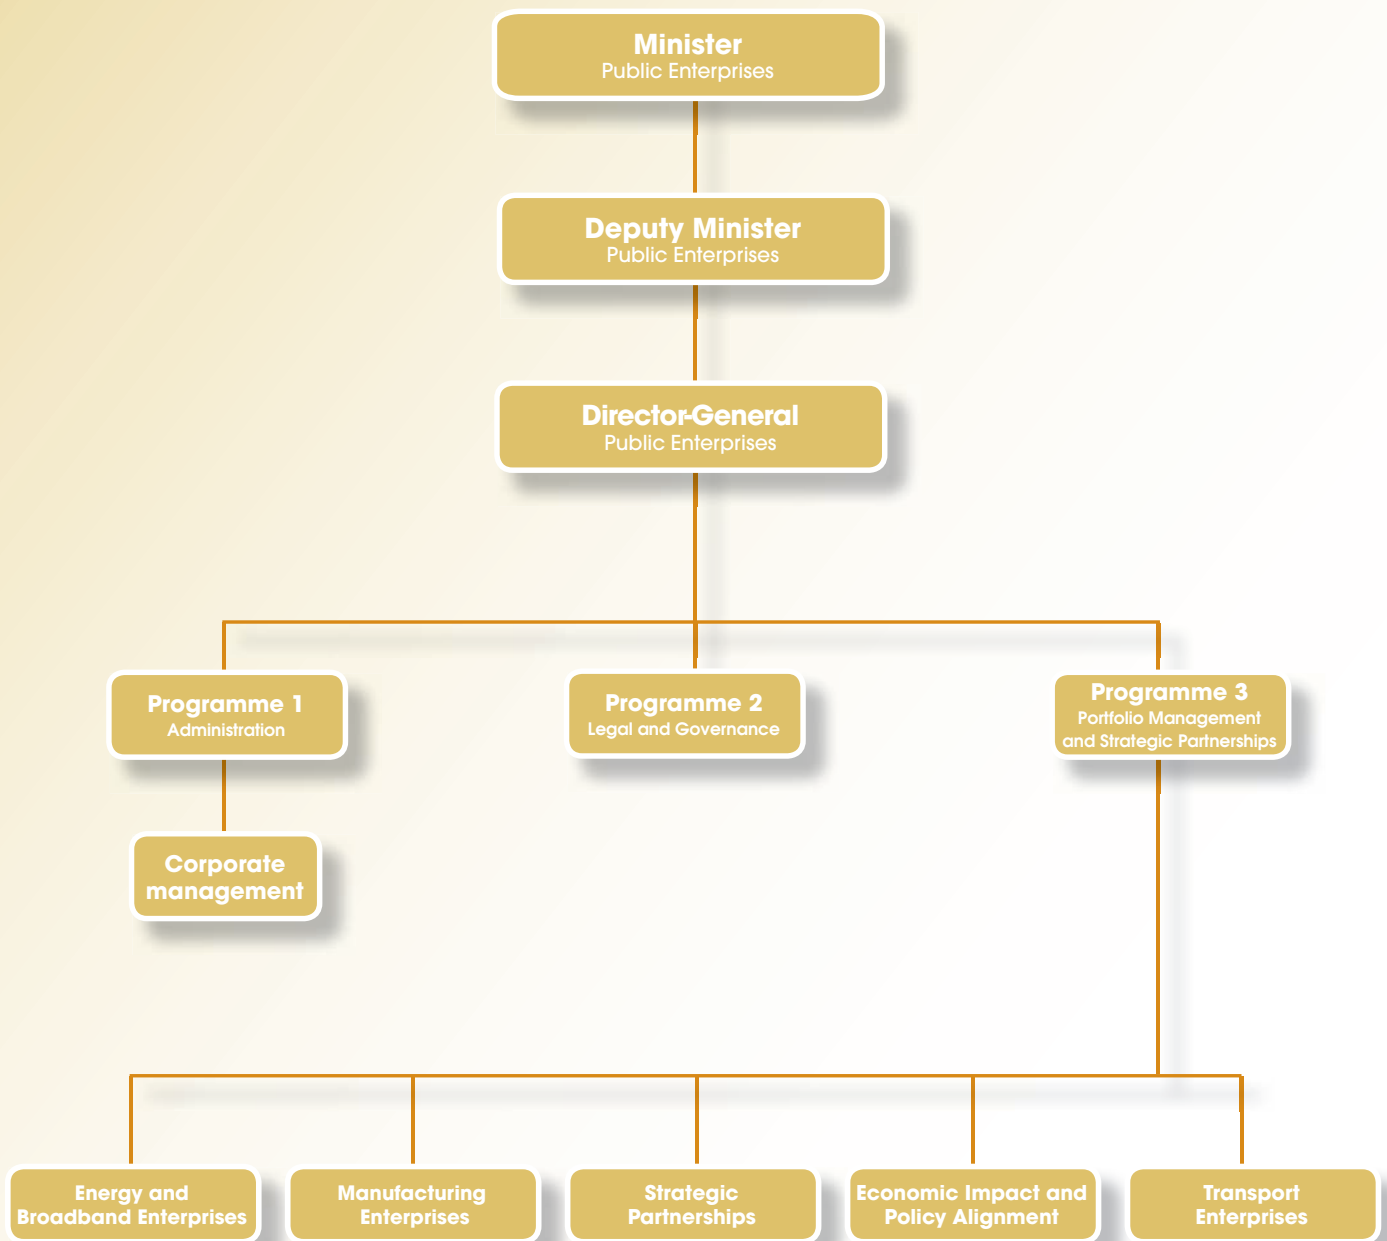 Minister
Public Enterprises
Deputy Minister
Public Enterprises
Director-General
Public Enterprises
Programme 1
Administration
Programme 2
Legal and Governance
Programme 3
Portfolio Management
and Strategic Partnerships
Corporate
management
Energy and
Broadband Enterprises
Manufacturing
Enterprises
Strategic
Partnerships
Economic Impact and
Policy Alignment
Transport
Enterprises